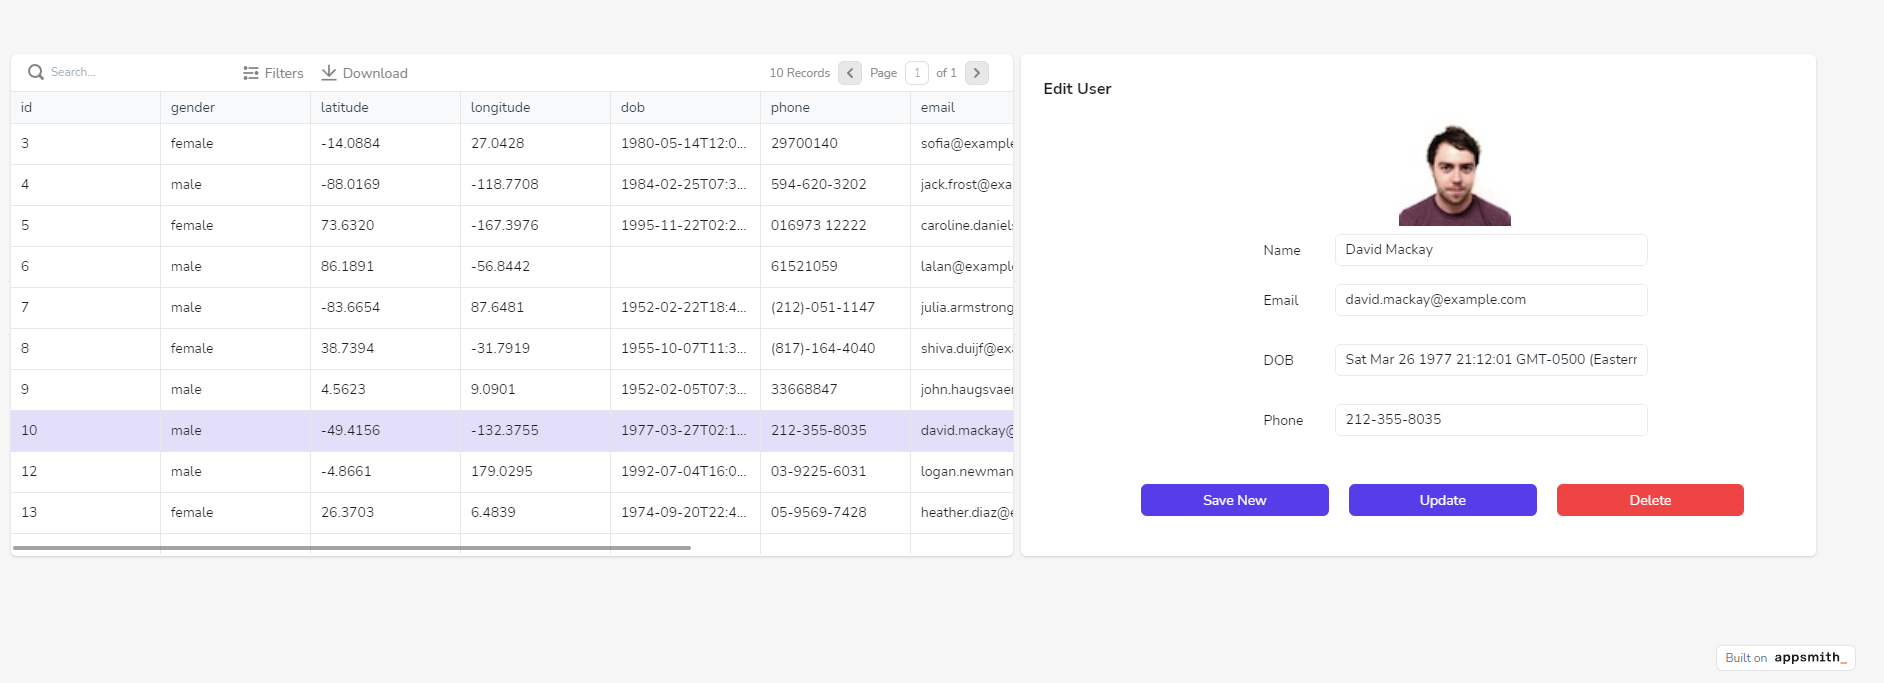 Search... Filters Download 10 Records Page 1 of 1
id gender latitude longitude dob phone email
3 female -14.0884 27.0428 1980-05-14T12:0... 29700140 sofia@example
4 male -88.0169 -118.7708 1984-02-25T07:3... 594-620-3202 jack.frost@exa
5 female 73.6320 -167.3976 1995-11-22T02:2... 016973 12222 caroline.daniels
6 male 86.1891 -56.8442 61521059 lalan@example
7 male -83.6654 87.6481 1952-02-22T18:4... (212)-051-1147 julia.armstrong
8 female 38.7394 -31.7919 1955-10-07T11:3... (817)-164-4040 shiva.duijf@exa
9 male 4.5623 9.0901 1952-02-05T07:3... 33668847 john.haugsvaer
10 male -49.4156 -132.3755 1977-03-27T02:1... 212-355-8035 david.mackay@
12 male -4.8661 179.0295 1992-07-04T16:0... 03-9225-6031 logan.newman
13 female 26.3703 6.4839 1974-09-20T22:4... 05-9569-7428 heather.diaz@e
Edit User
Name David Mackay
Email david.mackay@example.com
DOB Sat Mar 26 1977 21:12:01 GMT-0500 (Eastern
Phone 212-355-8035
Save New Update Delete
Built on appsmith_